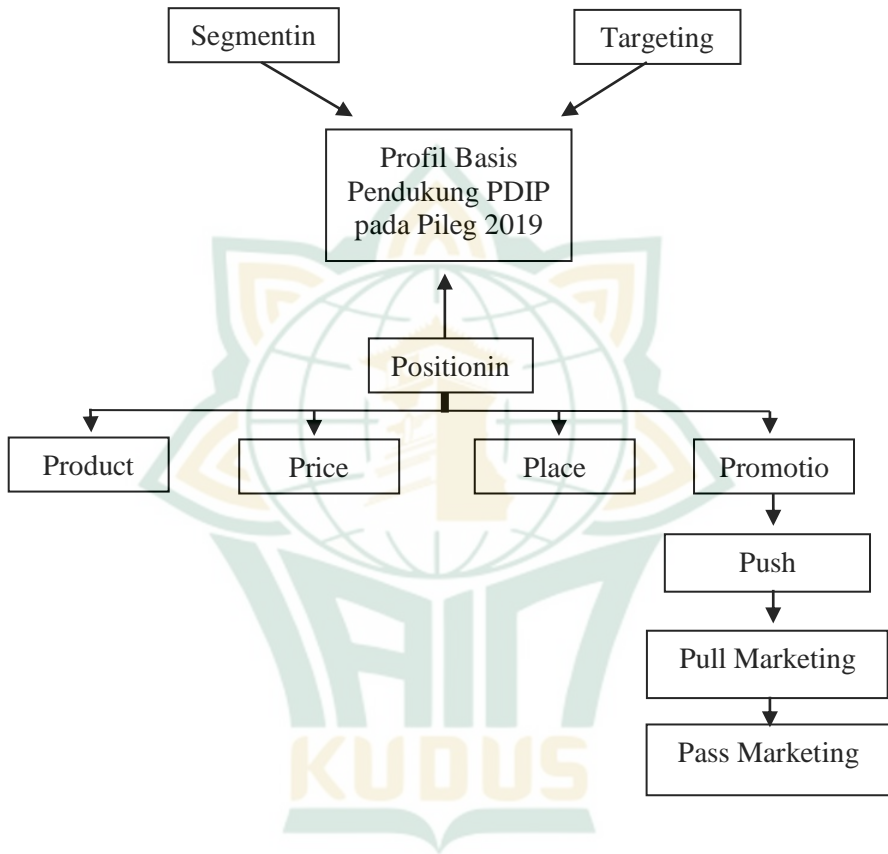 Segmentin
Targeting
Profil Basis
Pendukung PDIP
pada Pileg 2019
Positionin
Product
Price
Place
Promotio
Push
Pull Marketing
Pass Marketing
IAIN
KUDUS